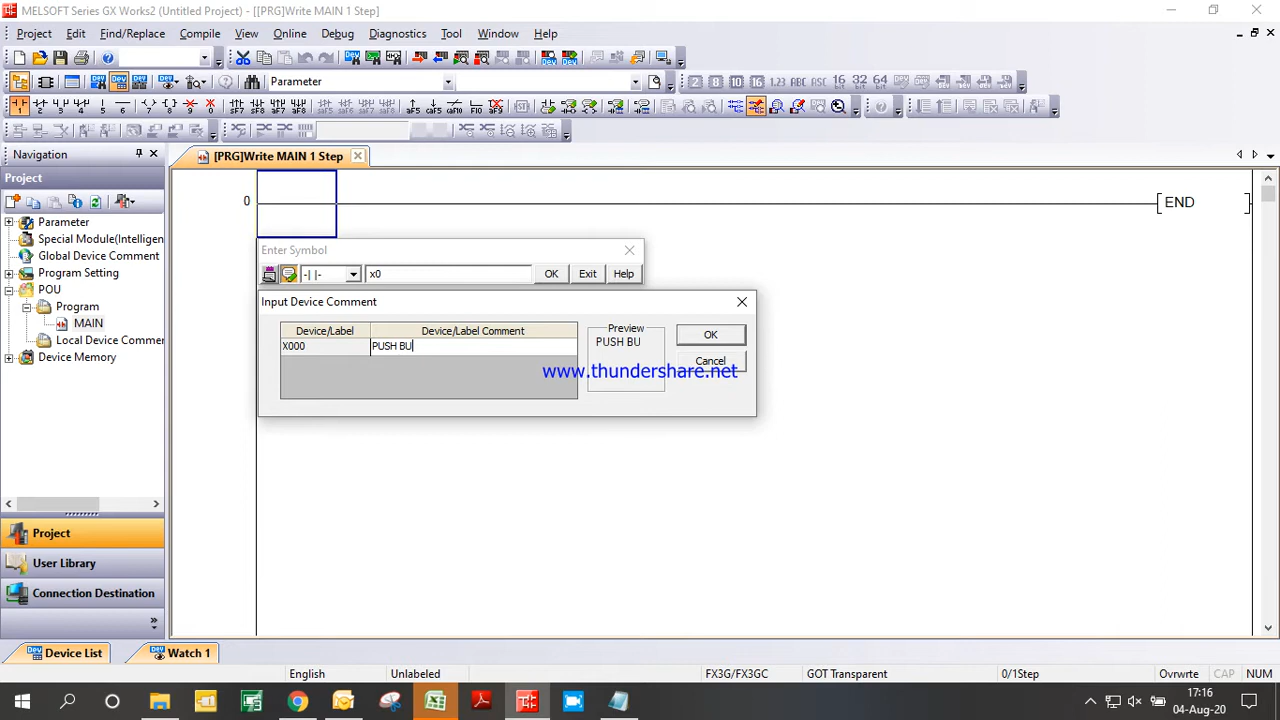 MELSOFT Series GX Works2 (Untitled Project) - [[PRG]Write MAIN 1 Step]
Project Edit Find/Replace Compile View Online Debug Diagnostics Tool Window Help
Parameter
Navigation
[PRG]Write MAIN 1 Step
Project
Parameter
Special Module(Intelligen
Global Device Comment
Program Setting
POU
Program
MAIN
Local Device Commer
Device Memory
0
END
Enter Symbol
x0 OK Exit Help
Input Device Comment
Device/Label Device/Label Comment
X000 PUSH BU
Preview
PUSH BU
OK
Cancel
www.thundershare.net
Project
User Library
Connection Destination
Device List Watch 1
English Unlabeled FX3G/FX3GC GOT Transparent 0/1Step Ovrwrte CAP NUM
17:16
04-Aug-20